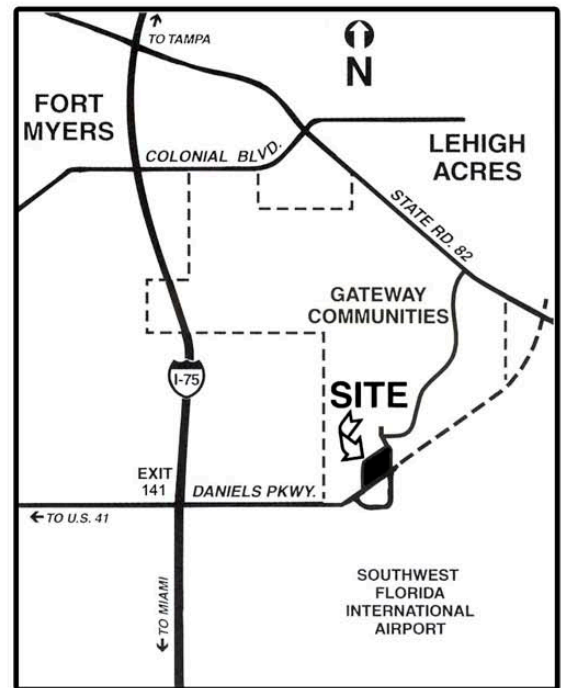 ← TO TAMPA
N
FORT
MYERS
COLONIAL BLVD.
LEHIGH
ACRES
STATE RD. 82
GATEWAY
COMMUNITIES
I-75
SITE
EXIT
141
DANIELS PKWY.
← TO U.S. 41
← TO MIAMI
SOUTHWEST
FLORIDA
INTERNATIONAL
AIRPORT